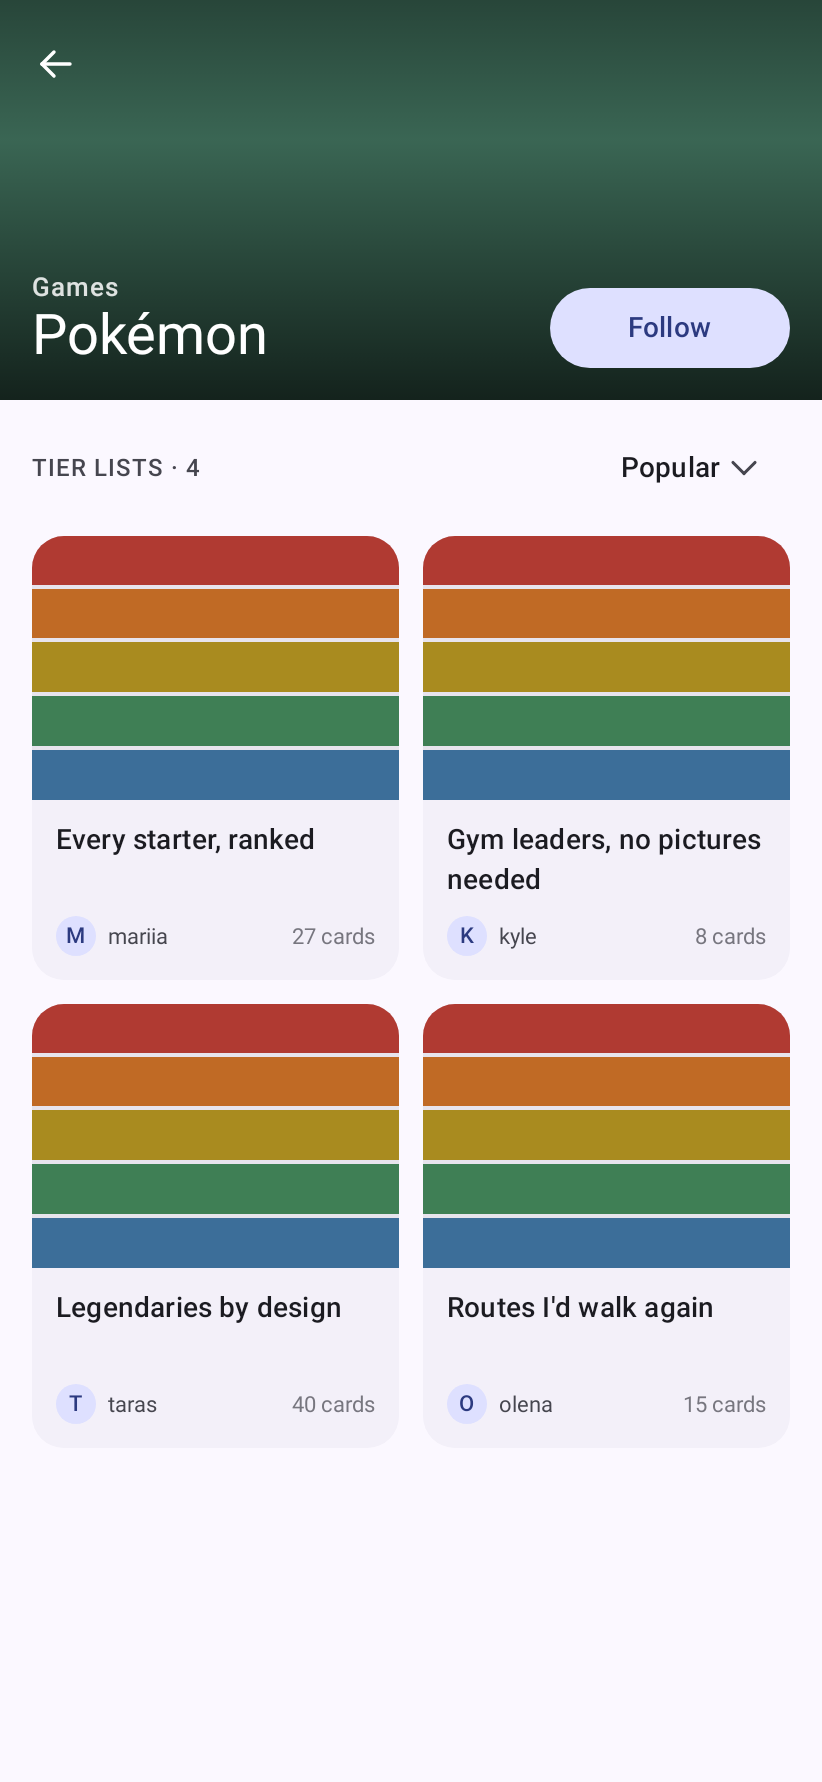 Games
Pokémon
Follow
TIER LISTS · 4
Popular
Every starter, ranked
M mariia 27 cards
Gym leaders, no pictures
needed
K kyle 8 cards
Legendaries by design
T taras 40 cards
Routes I'd walk again
O olena 15 cards